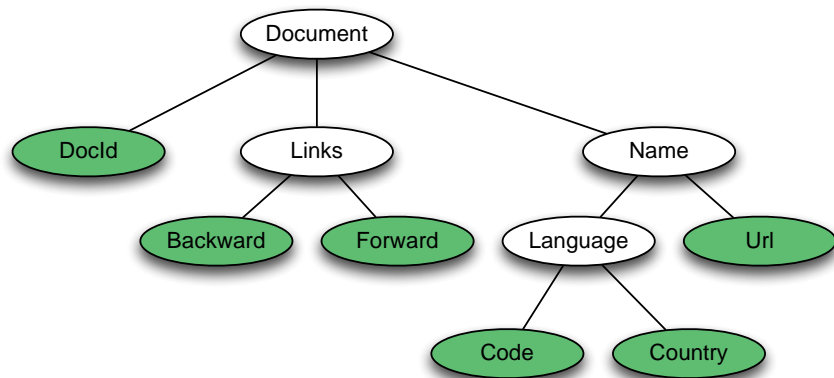 Document
DocId
Links
Name
Backward
Forward
Language
Url
Code
Country